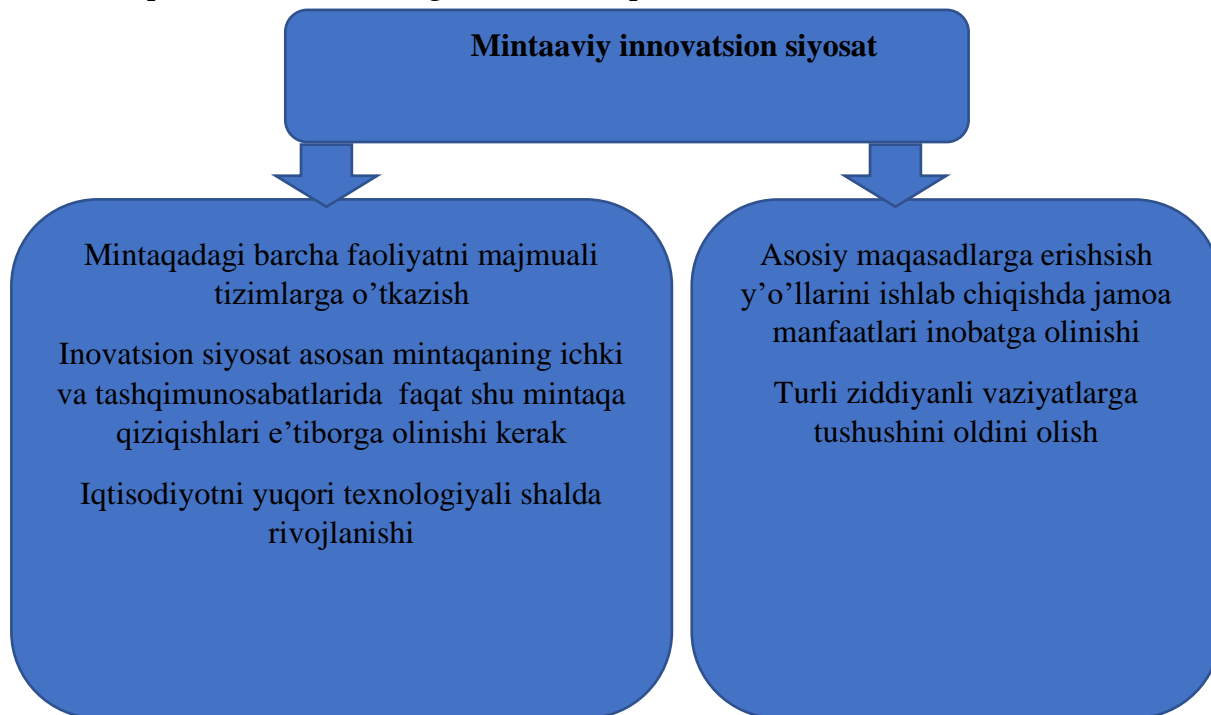 Mintaaviy innovatsion siyosat
Mintaqadagi barcha faoliyatni majmuali
tizimlarga o’tkazish
Inovatsion siyosat asosan mintaqaning ichki
va tashqimunosabatlarida faqat shu mintaqa
qiziqishlari e’tiborga olinishi kerak
Iqtisodiyotni yuqori texnologiyali shalda
rivojlanishi
Asosiy maqasadlarga erishsish
y’o’llarini ishlab chiqishda jamoa
manfaatlari inobatga olinishi
Turli ziddiyanli vaziyatlarga
tushushini oldini olish